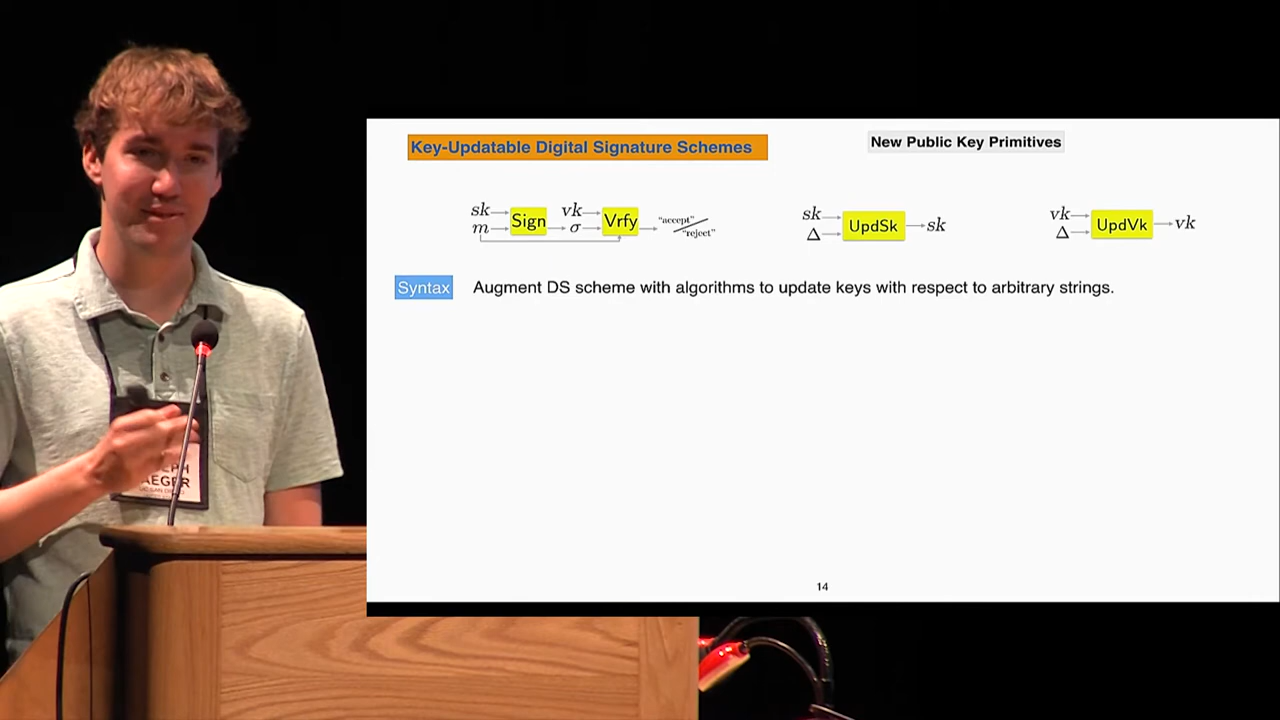 Key-Updatable Digital Signature Schemes
New Public Key Primitives
sk
m
Sign
vk
σ
Vrfy
"accept"
"reject"
sk
Δ
UpdSk
sk
vk
Δ
UpdVk
vk
Syntax
Augment DS scheme with algorithms to update keys with respect to arbitrary strings.
14